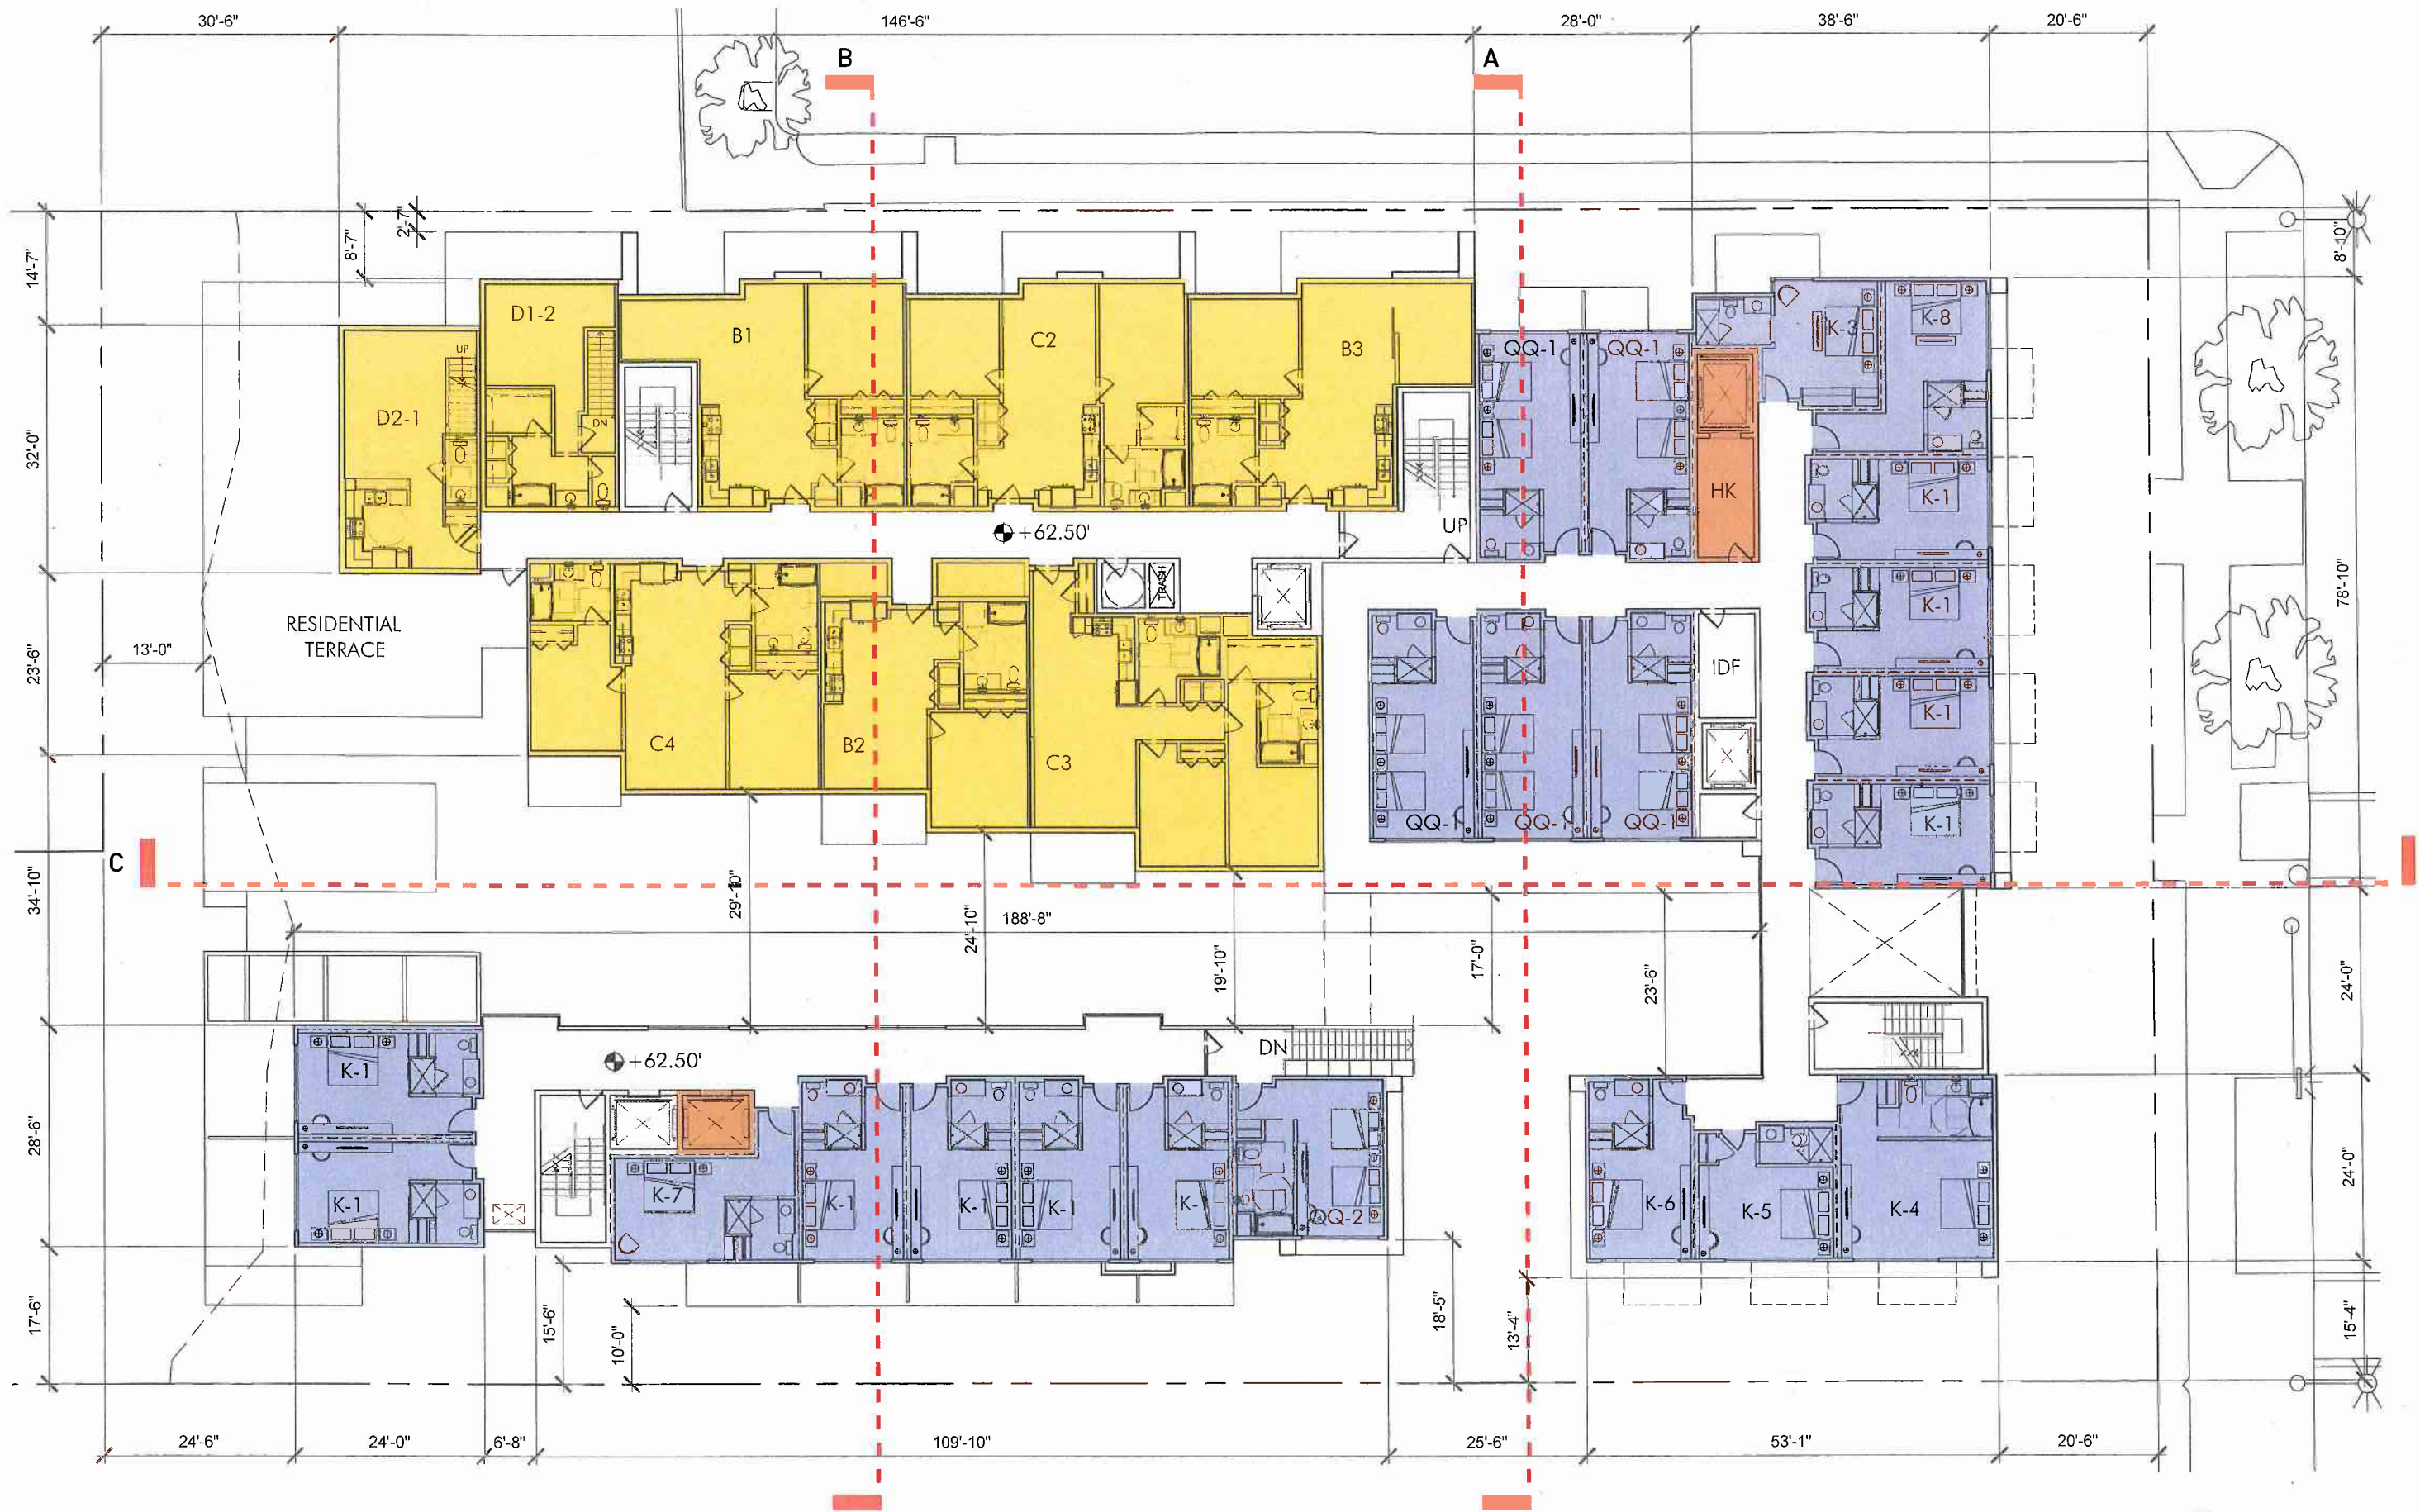 30'-6"
146'-6"
28'-0"
38'-6"
20'-6"
B
A
2'-7"
8'-7"
14'-7"
8'-10"
D1-2
B1
C2
B3
QQ-1
QQ-1
K-3
K-8
UP
D2-1
DN
32'-0"
HK
K-1
UP
+62.50'
TRASH
K-1
78'-10"
RESIDENTIAL
TERRACE
13'-0"
23'-6"
IDF
K-1
C4
B2
C3
QQ-1
QQ-1
K-1
C
34'-10"
29'-10"
24'-10"
188'-8"
19'-10"
17'-0"
23'-6"
24'-0"
+62.50'
DN
K-1
28'-6"
K-1
K-7
K-1
K-1
K-1
K-
QQ-2
K-6
K-5
K-4
24'-0"
17'-6"
15'-6"
10'-0"
18'-5"
13'-4"
15'-4"
24'-6"
24'-0"
6'-8"
109'-10"
25'-6"
53'-1"
20'-6"